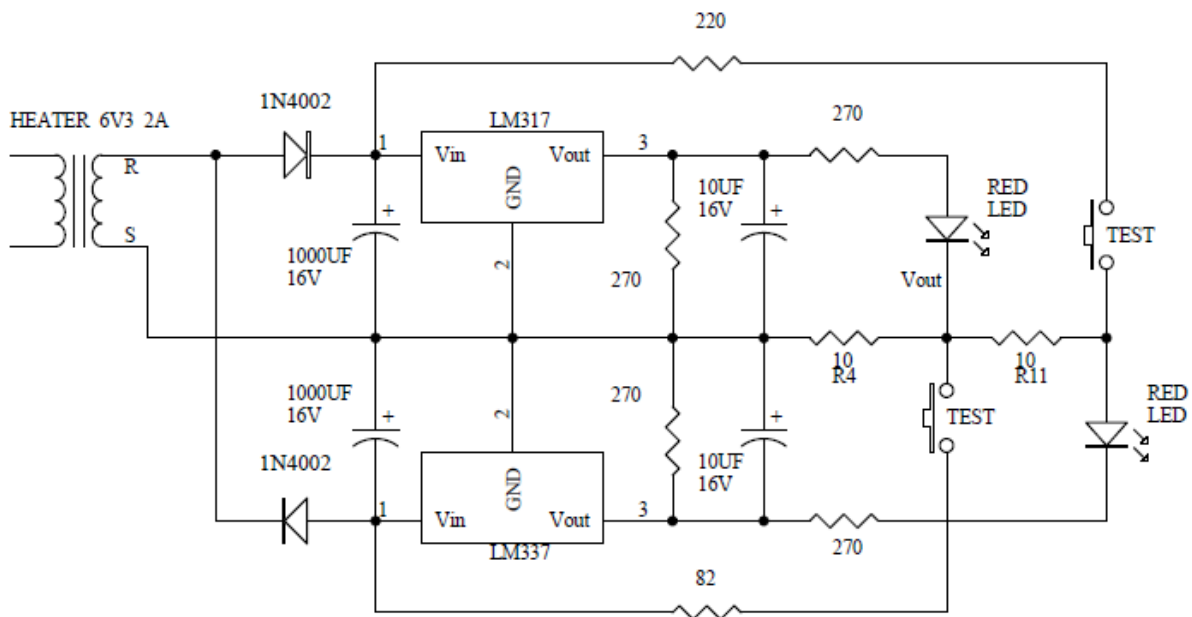 220
1N4002
LM317
270
HEATER 6V3 2A
1
Vin
Vout
3
R
GND
10UF
16V
RED
LED
S
+
+
TEST
1000UF
16V
2
270
Vout
10
R4
10
R11
1000UF
16V
+
2
270
+
TEST
RED
LED
1N4002
GND
10UF
16V
1
Vin
Vout
3
LM337
270
82